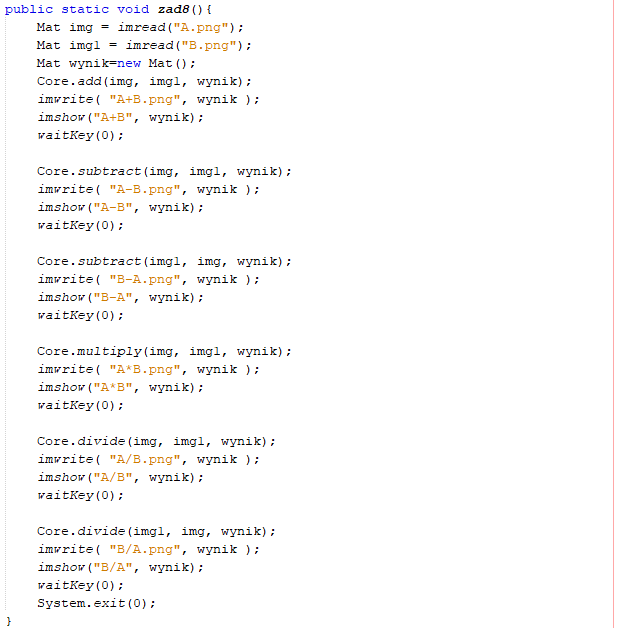 public static void zad8(){
Mat img = imread("A.png");
Mat img1 = imread("B.png");
Mat wynik=new Mat();
Core.add(img, img1, wynik);
imwrite( "A+B.png", wynik );
imshow("A+B", wynik);
waitKey(0);
Core.subtract(img, img1, wynik);
imwrite( "A-B.png", wynik );
imshow("A-B", wynik);
waitKey(0);
Core.subtract(img1, img, wynik);
imwrite( "B-A.png", wynik );
imshow("B-A", wynik);
waitKey(0);
Core.multiply(img, img1, wynik);
imwrite( "A*B.png", wynik );
imshow("A*B", wynik);
waitKey(0);
Core.divide(img, img1, wynik);
imwrite( "A/B.png", wynik );
imshow("A/B", wynik);
waitKey(0);
Core.divide(img1, img, wynik);
imwrite( "B/A.png", wynik );
imshow("B/A", wynik);
waitKey(0);
System.exit(0);
}